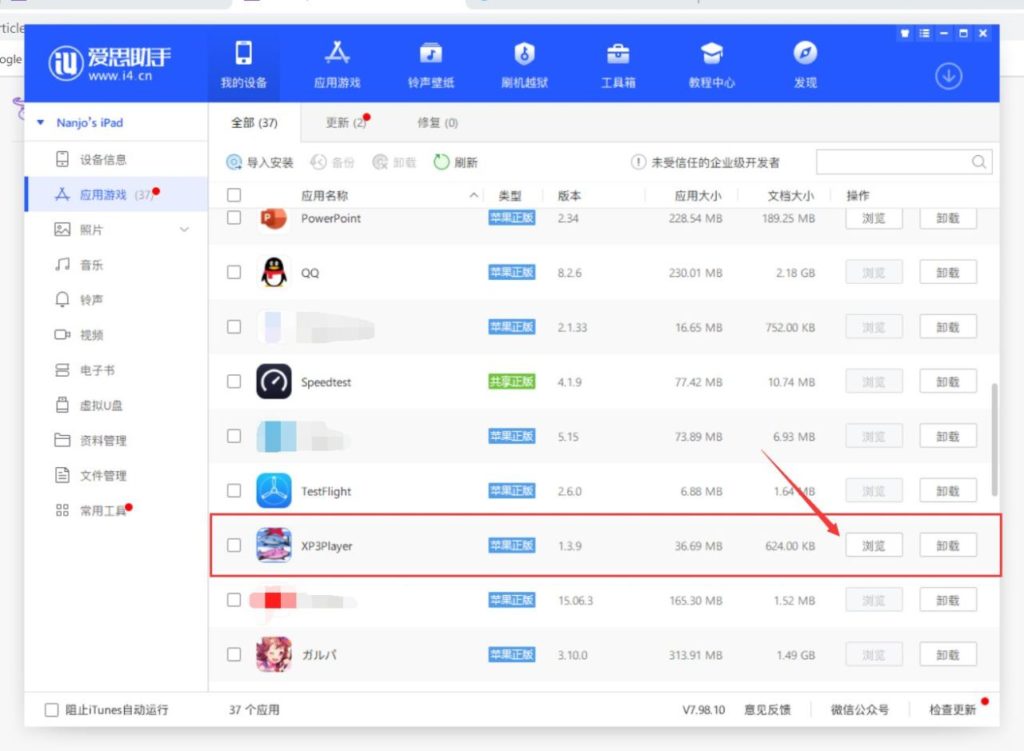 rticle
ogle
iU 爱思助手
www.i4.cn
我的设备 应用游戏 铃声壁纸 刷机越狱 工具箱 教程中心 发现
Nanjo's iPad
全部 (37) 更新 (2) 修复 (0)
设备信息
应用游戏 (37)
照片
音乐
铃声
视频
电子书
虚拟U盘
资料管理
文件管理
常用工具
导入安装 备份 卸载 刷新 未受信任的企业级开发者
应用名称 类型 版本 应用大小 文档大小 操作
PowerPoint 苹果正版 2.34 228.54 MB 189.25 MB 浏览 卸载
QQ 苹果正版 8.2.6 230.01 MB 2.18 GB 浏览 卸载
苹果正版 2.1.33 16.65 MB 752.00 KB 浏览 卸载
Speedtest 共享正版 4.1.9 77.42 MB 10.74 MB 浏览 卸载
苹果正版 5.15 73.89 MB 6.93 MB 浏览 卸载
TestFlight 苹果正版 2.6.0 6.88 MB 1.64 MB 浏览 卸载
XP3Player 苹果正版 1.3.9 36.69 MB 624.00 KB 浏览 卸载
苹果正版 15.06.3 165.30 MB 1.52 MB 浏览 卸载
ガルパ 苹果正版 3.10.0 313.91 MB 1.49 GB 浏览 卸载
阻止iTunes自动运行 37 个应用 V7.98.10 意见反馈 微信公众号 检查更新